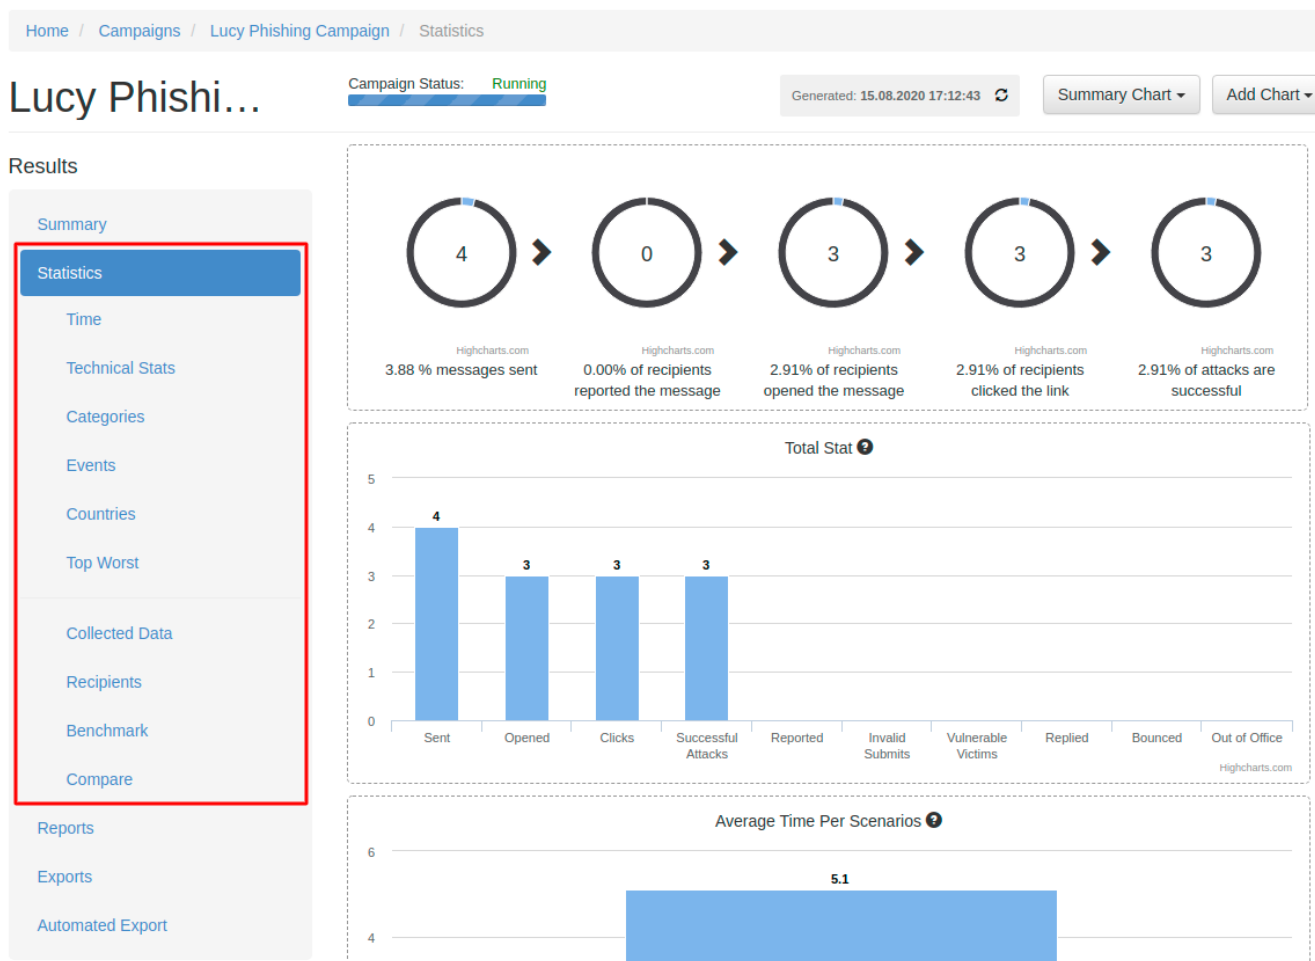 Home / Campaigns / Lucy Phishing Campaign / Statistics
Lucy Phishi...
Campaign Status: Running
Generated: 15.08.2020 17:12:43
Summary Chart
Add Chart
Results
Summary
Statistics
Time
Technical Stats
Categories
Events
Countries
Top Worst
Collected Data
Recipients
Benchmark
Compare
Reports
Exports
Automated Export
4
0
3
3
3
Highcharts.com
Highcharts.com
Highcharts.com
Highcharts.com
Highcharts.com
3.88 % messages sent
0.00% of recipients
reported the message
2.91% of recipients
opened the message
2.91% of recipients
clicked the link
2.91% of attacks are
successful
Total Stat ?
5
4
3
2
1
0
4
3
3
3
Sent
Opened
Clicks
Successful
Attacks
Reported
Invalid
Submits
Vulnerable
Victims
Replied
Bounced
Out of Office
Highcharts.com
Average Time Per Scenarios ?
6
5.1
4